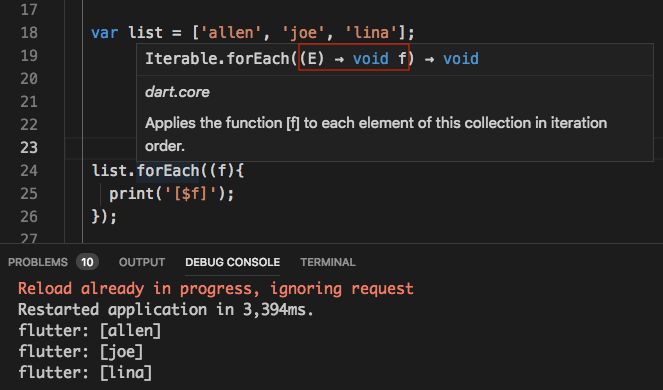 17
18 var list = ['allen', 'joe', 'lina'];
19 Iterable.forEach((E) → void f) → void
20 dart.core
21
22 Applies the function [f] to each element of this collection in iteration
23 order.
24 list.forEach((f){
25 print('[$f]');
26 });
27
PROBLEMS 10 OUTPUT DEBUG CONSOLE TERMINAL
Reload already in progress, ignoring request
Restarted application in 3,394ms.
flutter: [allen]
flutter: [joe]
flutter: [lina]